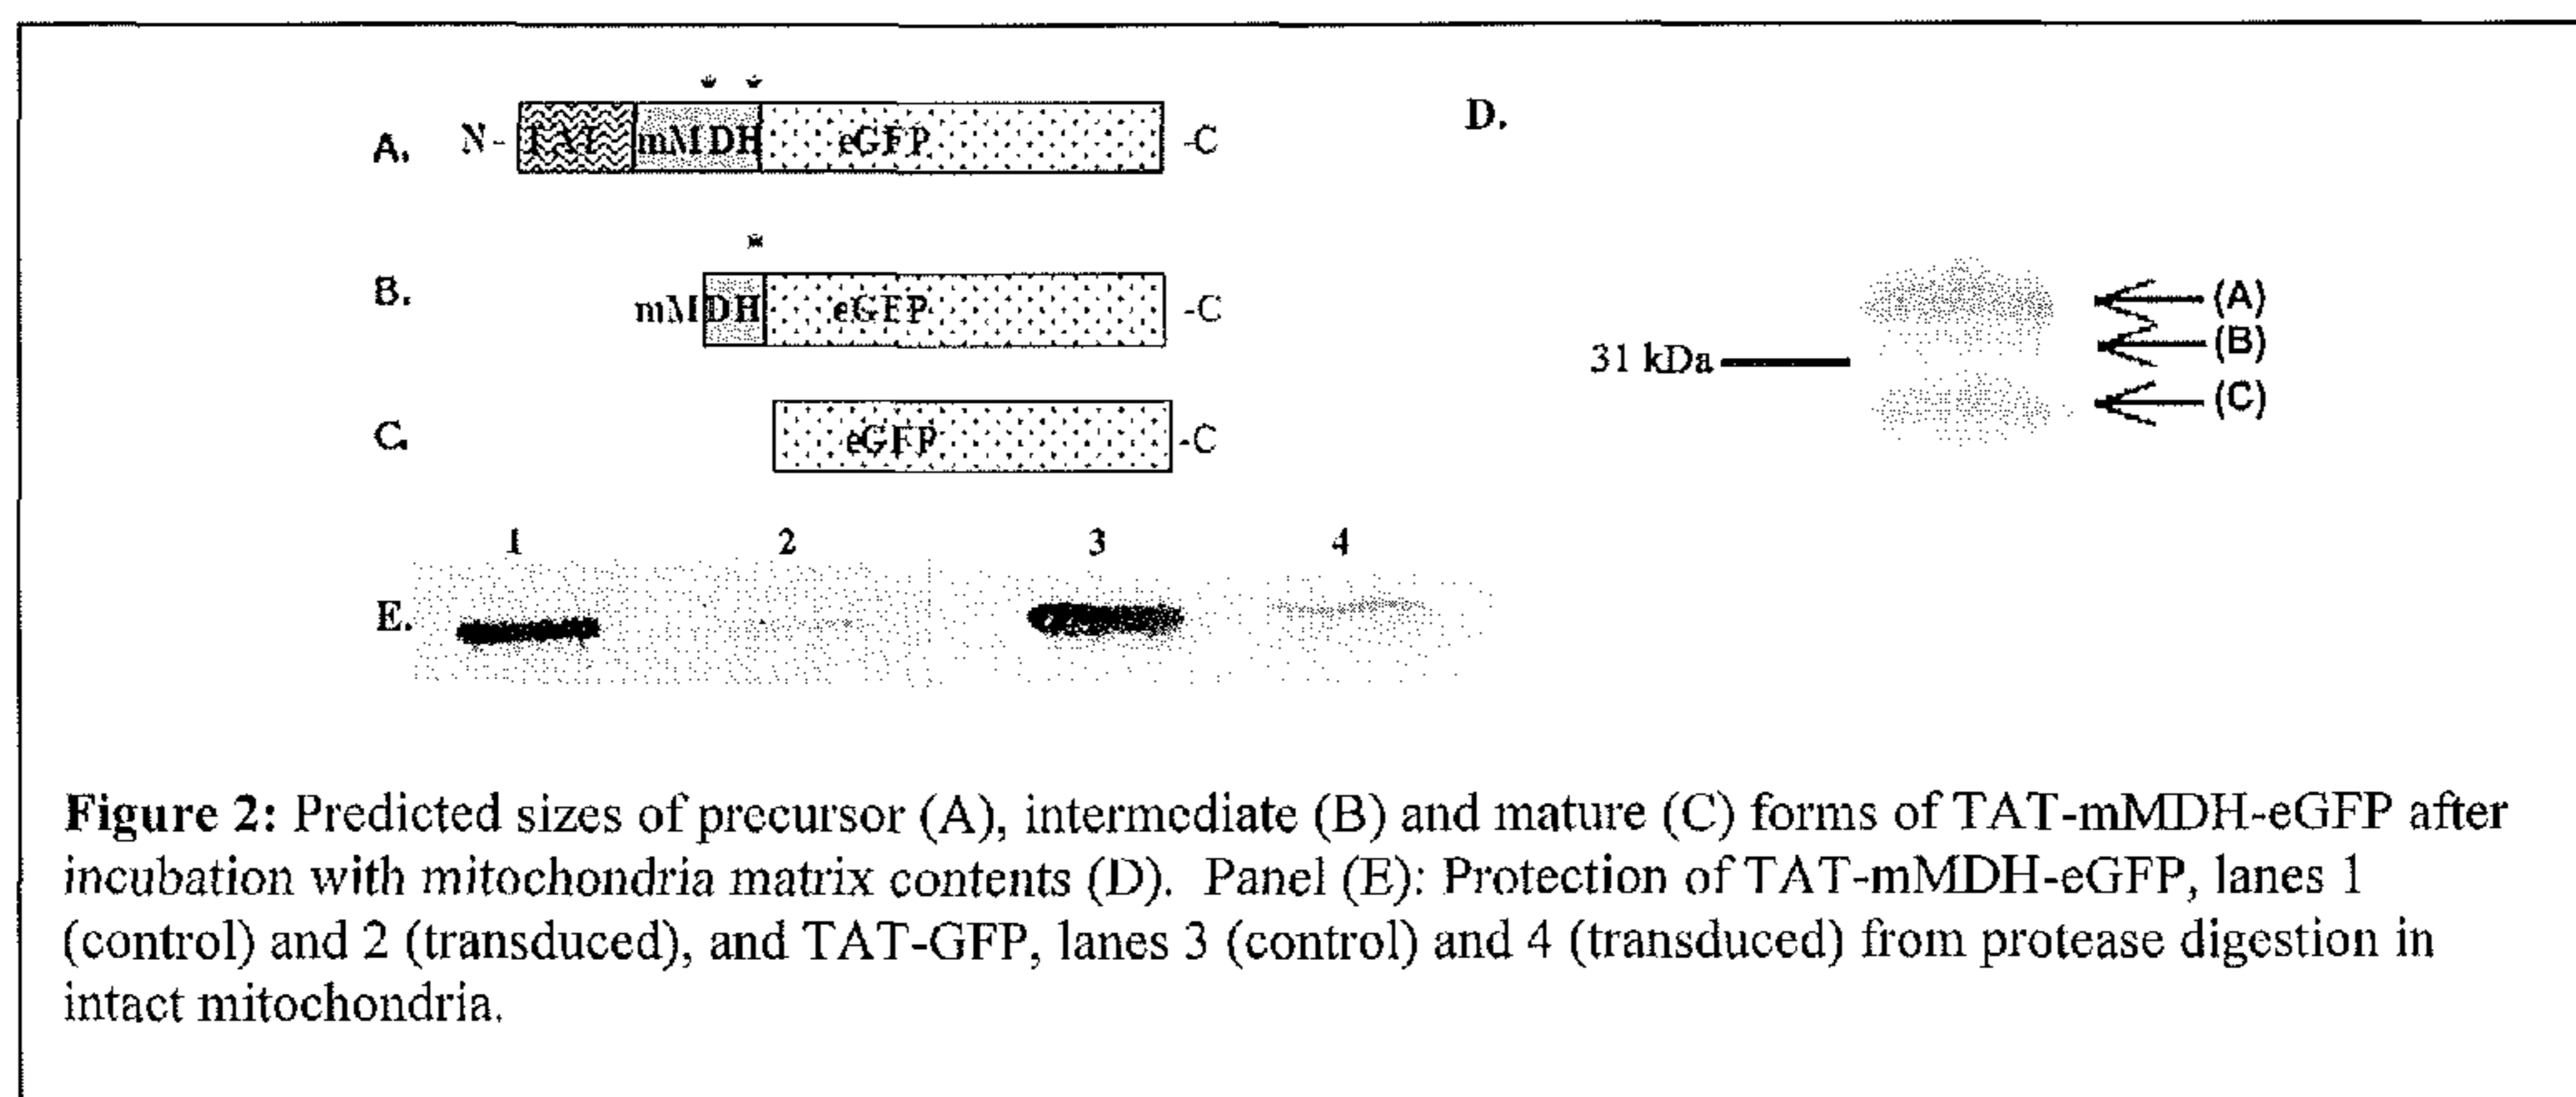 A. N- TAT mMDH eGFP -C
D.
B. mMDH eGFP -C
(A)
(B)
31 kDa
(C)
C. eGFP -C
1 2 3 4
E.
Figure 2: Predicted sizes of precursor (A), intermediate (B) and mature (C) forms of TAT-mMDH-eGFP after
incubation with mitochondria matrix contents (D). Panel (E): Protection of TAT-mMDH-eGFP, lanes 1
(control) and 2 (transduced), and TAT-GFP, lanes 3 (control) and 4 (transduced) from protease digestion in
intact mitochondria.